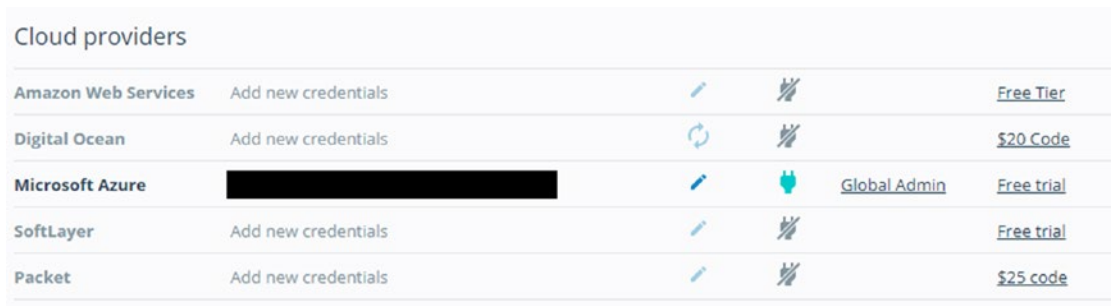 Cloud providers
Amazon Web Services Add new credentials Free Tier
Digital Ocean Add new credentials $20 Code
Microsoft Azure Global Admin Free trial
SoftLayer Add new credentials Free trial
Packet Add new credentials $25 code